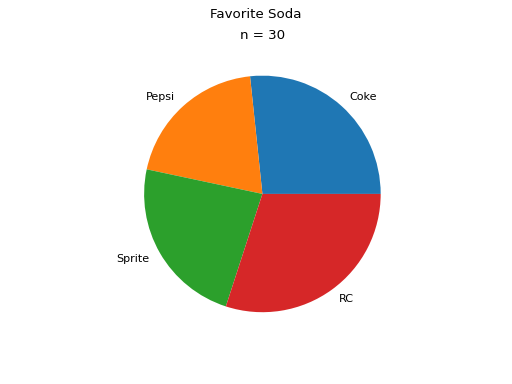 Favorite Soda
n = 30
Pepsi
Coke
Sprite
RC